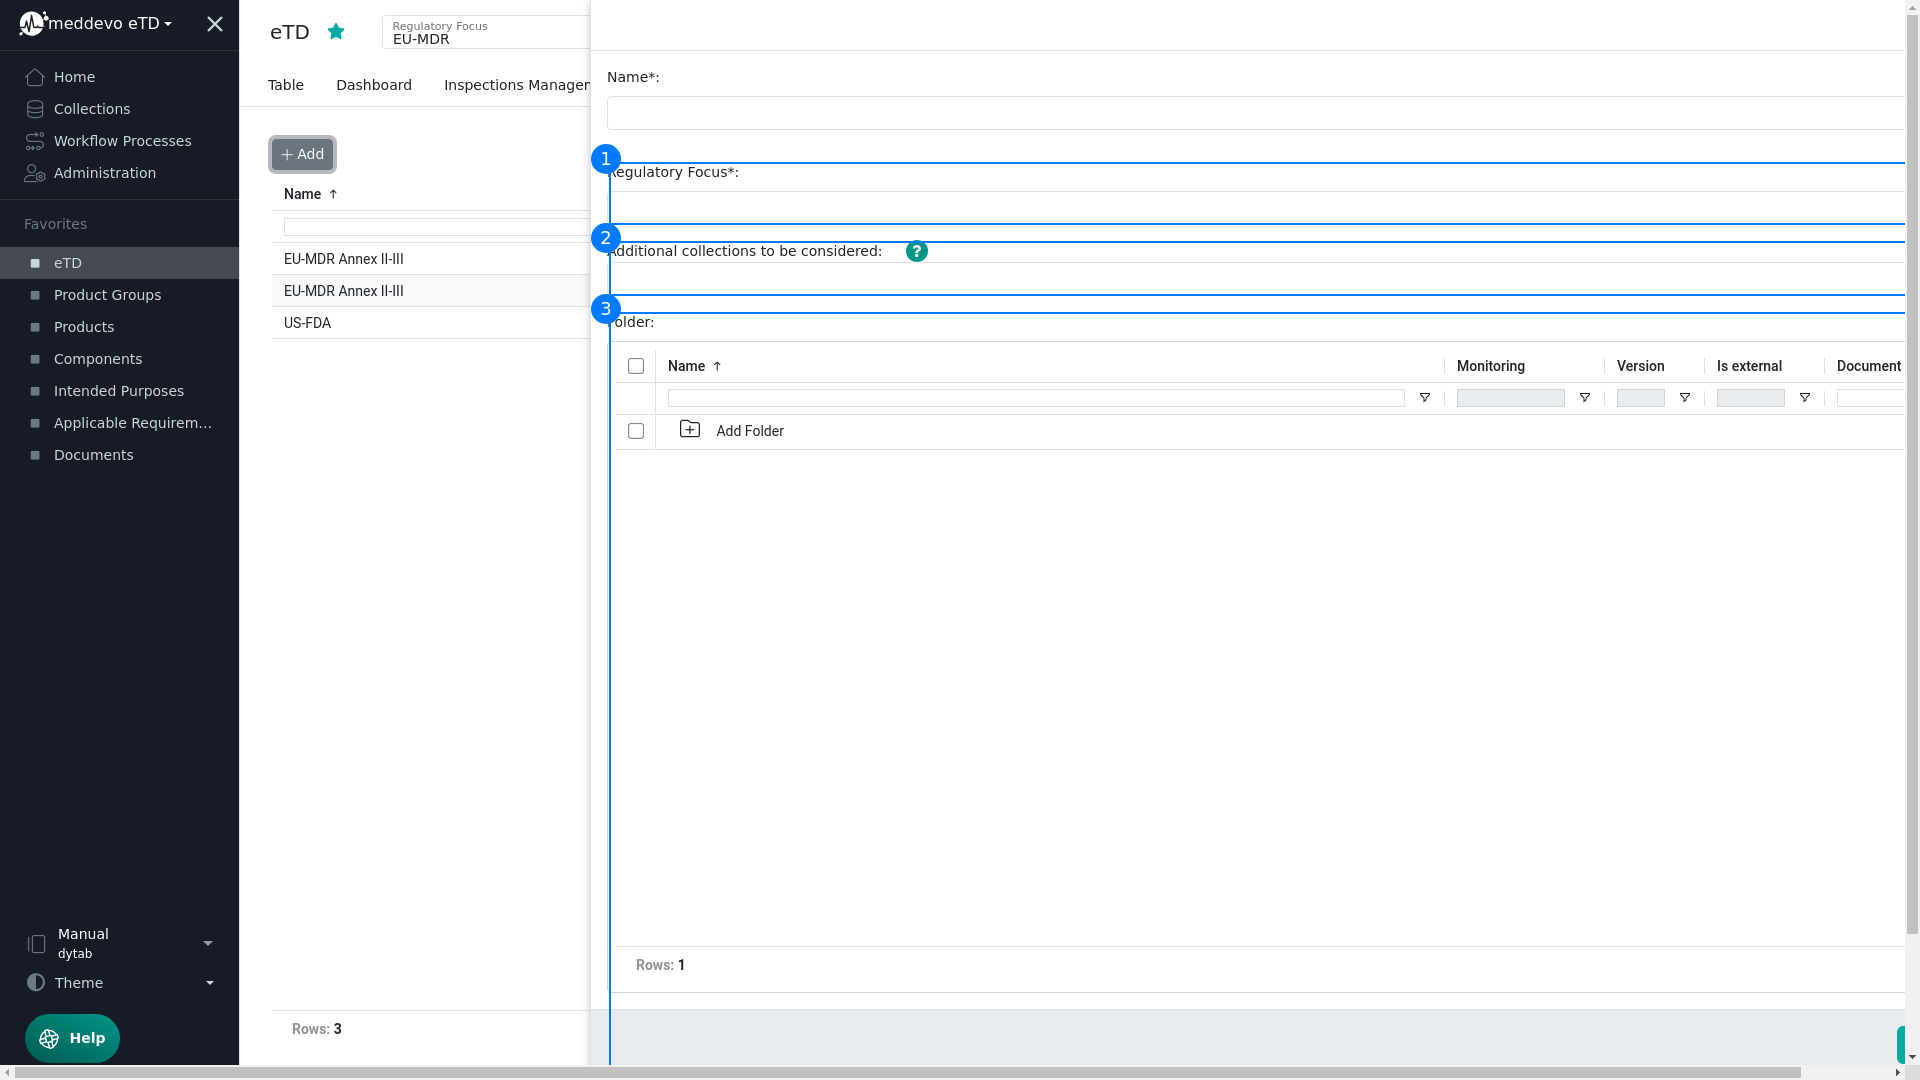 meddevo eTD
Home
Collections
Workflow Processes
Administration
Favorites
eTD
Product Groups
Products
Components
Intended Purposes
Applicable Requirem...
Documents
Manual
dytab
Theme
Help
eTD
Regulatory Focus
EU-MDR
Table
Dashboard
Inspections Manager
+ Add
Name ↑
EU-MDR Annex II-III
EU-MDR Annex II-III
US-FDA
Rows: 3
Name*:
1
Regulatory Focus*:
2
Additional collections to be considered: ?
3
Folder:
Name ↑ Monitoring Version Is external Document
Add Folder
Rows: 1